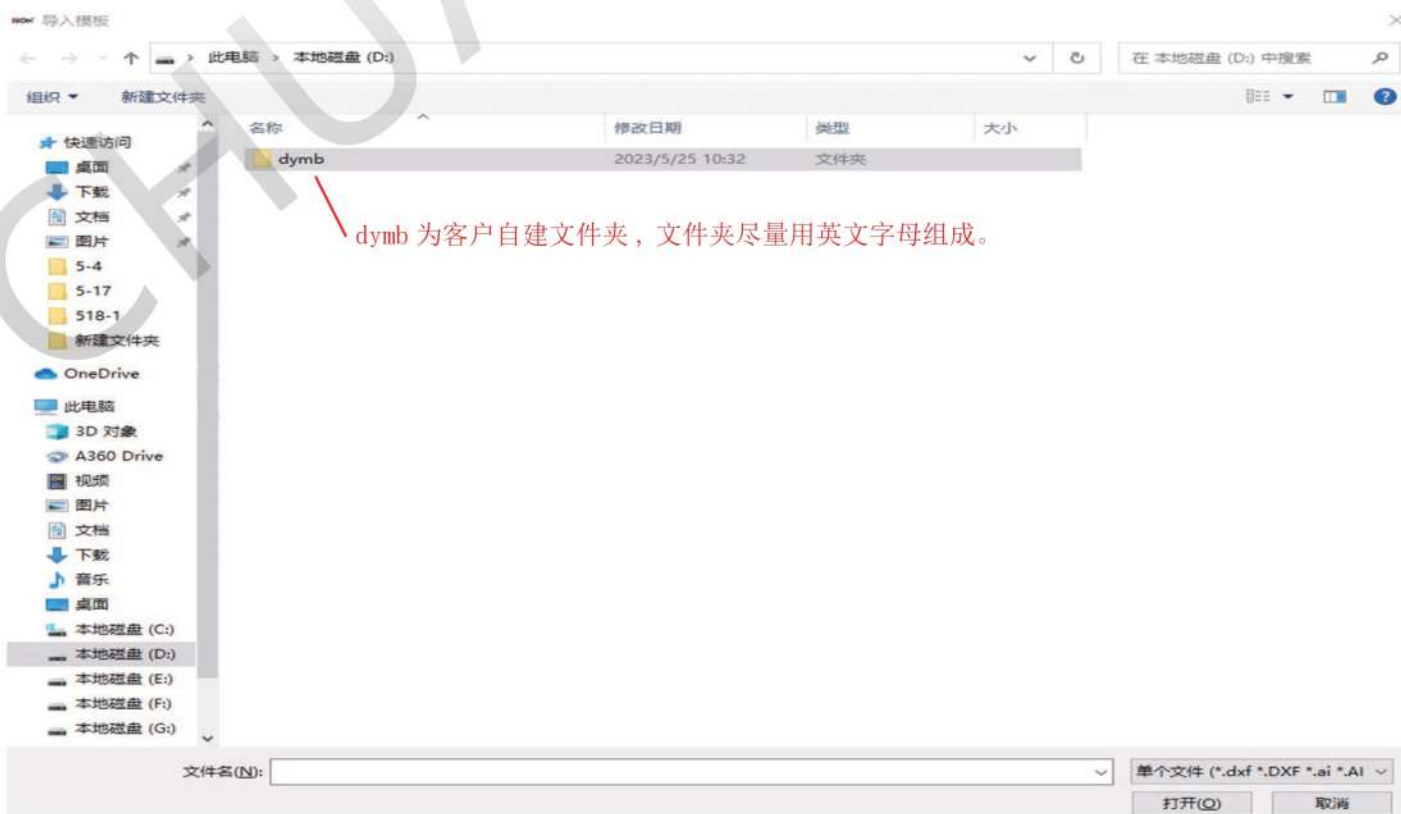 导入模板
此电脑 › 本地磁盘 (D:)
在 本地磁盘 (D:) 中搜索
组织 新建文件夹
名称 修改日期 类型 大小
dymb 2023/5/25 10:32 文件夹
dymb 为客户自建文件夹，文件夹尽量用英文字母组成。
快速访问
桌面
下载
文档
图片
5-4
5-17
518-1
新建文件夹
OneDrive
此电脑
3D 对象
A360 Drive
视频
图片
文档
下载
音乐
桌面
本地磁盘 (C:)
本地磁盘 (D:)
本地磁盘 (E:)
本地磁盘 (F:)
本地磁盘 (G:)
文件名(N):
单个文件 (*.dxf *.DXF *.ai *.AI
打开(O) 取消